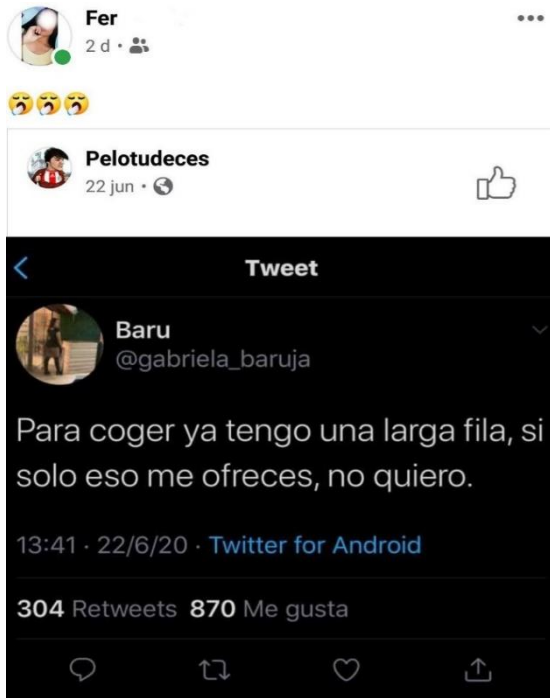 Fer
2 d ·
🥱🥱🥱
Pelotudeces
22 jun ·
Tweet
Baru
@gabriela_baruja
Para coger ya tengo una larga fila, si
solo eso me ofreces, no quiero.
13:41 · 22/6/20 · Twitter for Android
304 Retweets 870 Me gusta